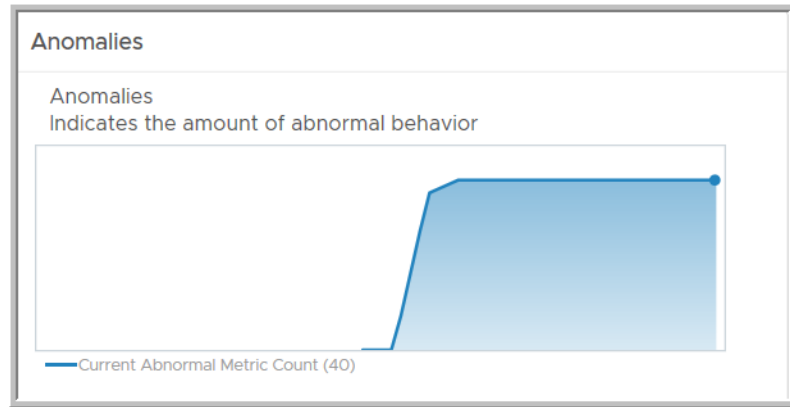 Anomalies
Anomalies
Indicates the amount of abnormal behavior
Current Abnormal Metric Count (40)